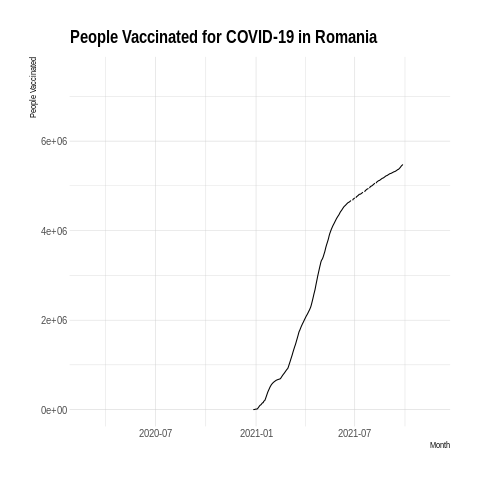 People Vaccinated for COVID-19 in Romania
People Vaccinated
6e+06
4e+06
2e+06
0e+00
2020-07 2021-01 2021-07
Month